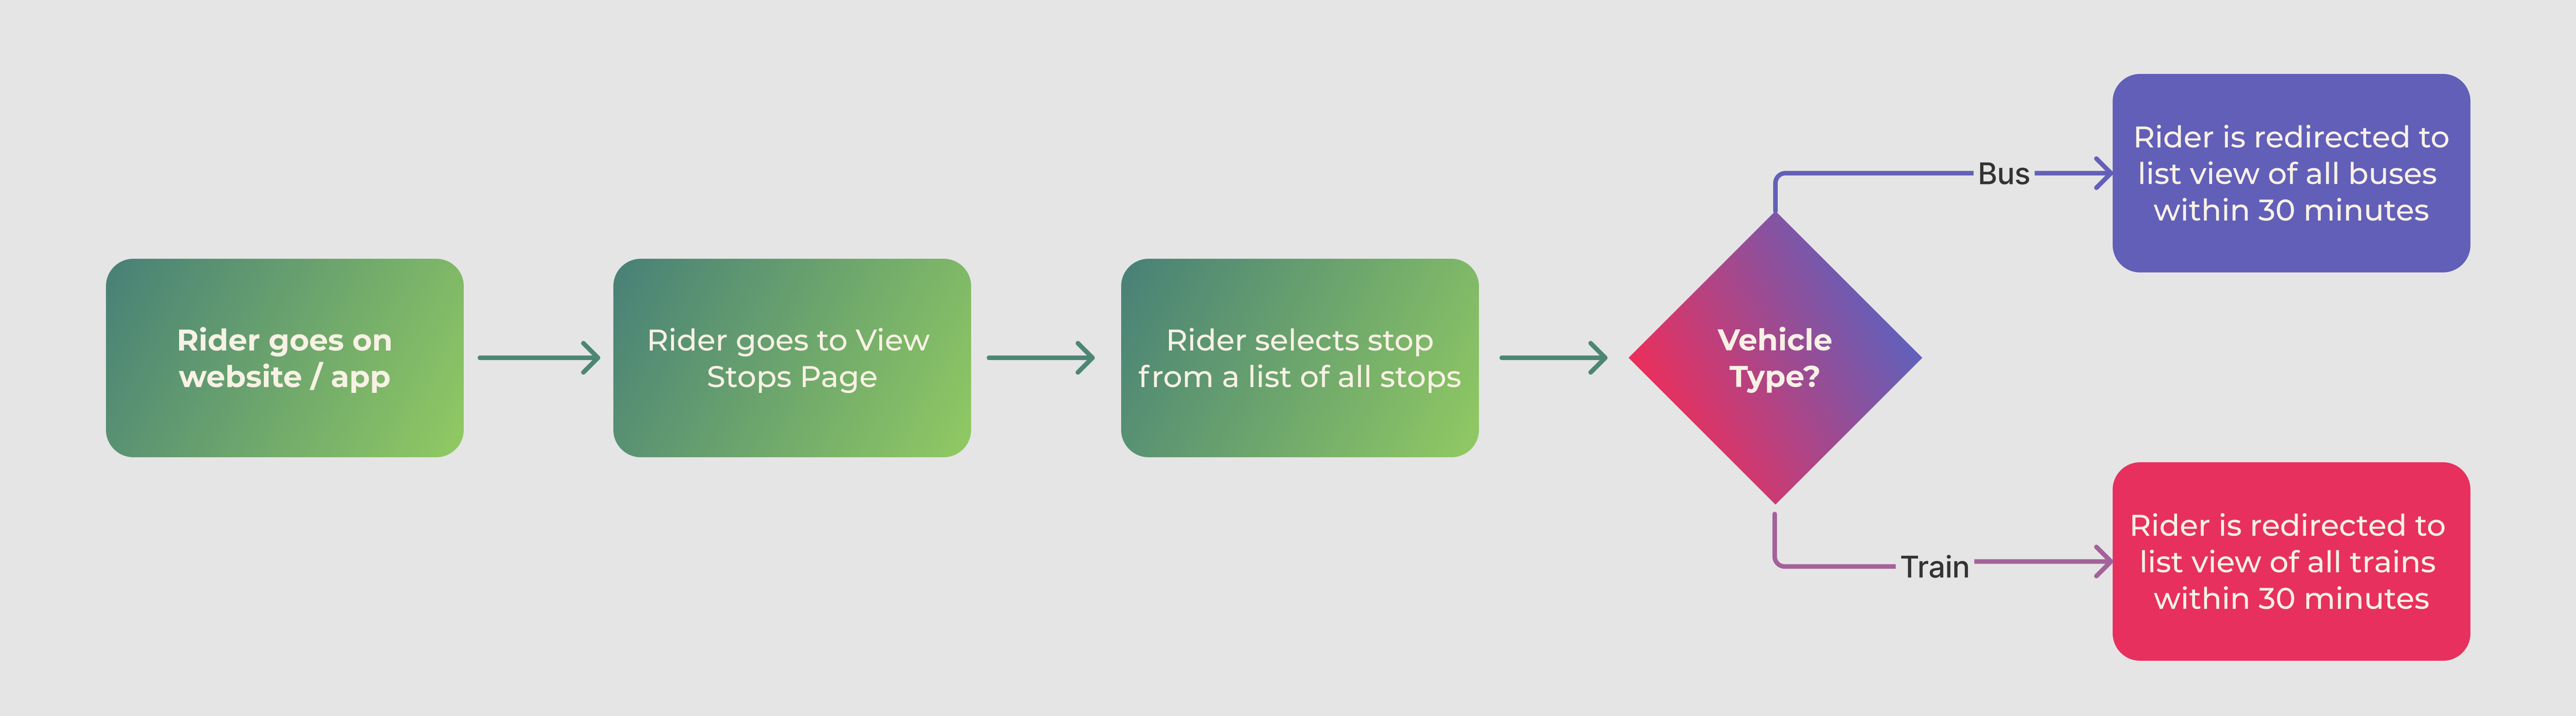 Rider goes on
website / app
Rider goes to View
Stops Page
Rider selects stop
from a list of all stops
Vehicle
Type?
Bus
Rider is redirected to
list view of all buses
within 30 minutes
Train
Rider is redirected to
list view of all trains
within 30 minutes